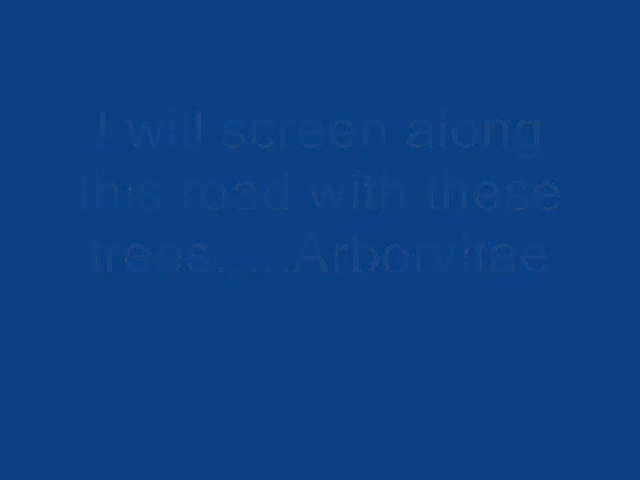 I will screen along
this road with these
trees.....Arborvitae